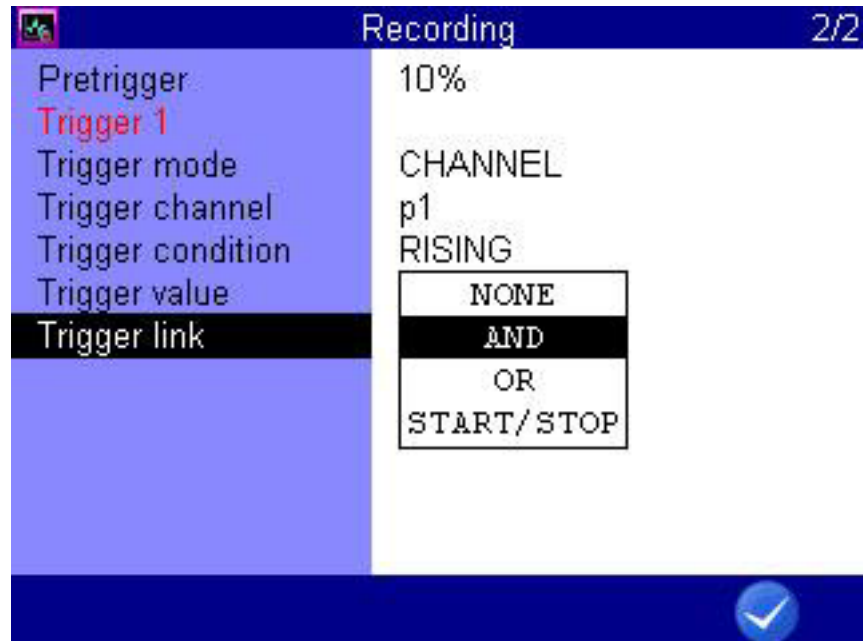 Recording 2/2
Pretrigger 10%
Trigger 1
Trigger mode CHANNEL
Trigger channel p1
Trigger condition RISING
Trigger value NONE
Trigger link AND
OR
START/STOP